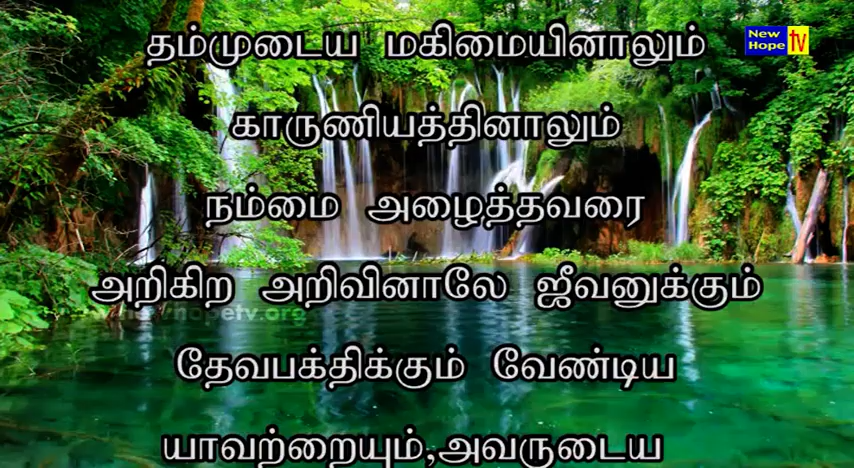 தம்முடைய மகிமையினாலும்
New
Hope tv
காருணியத்தினாலும்
நம்மை அழைத்தவரை
அறிகிற அறிவினாலே ஜீவனுக்கும்
தேவபக்திக்கும் வேண்டிய
யாவற்றையும்,அவருடைய